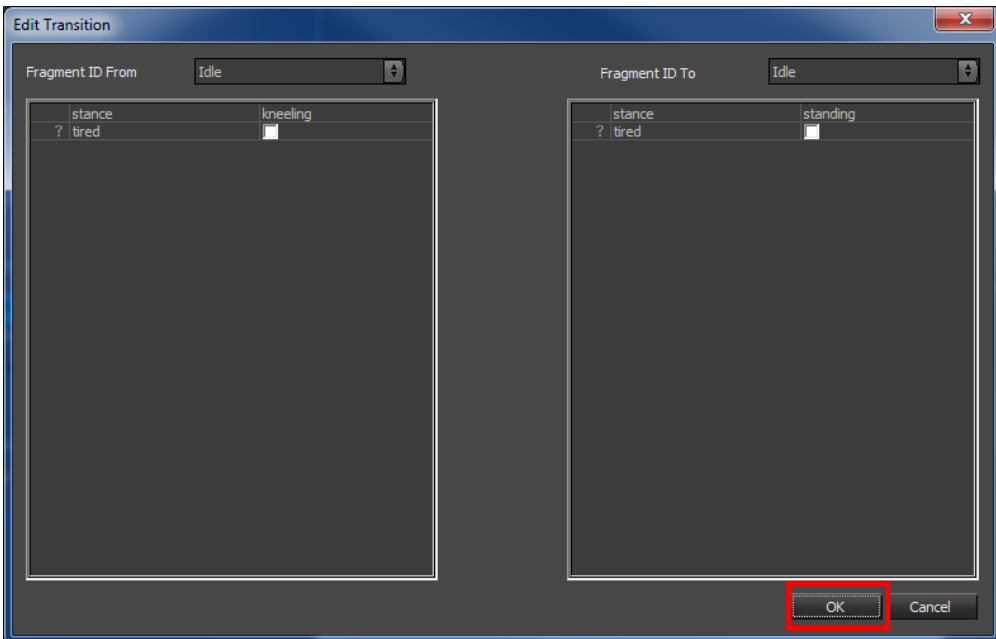 Edit Transition
x
Fragment ID From Idle
Fragment ID To Idle
stance kneeling
? tired
stance standing
? tired
OK Cancel